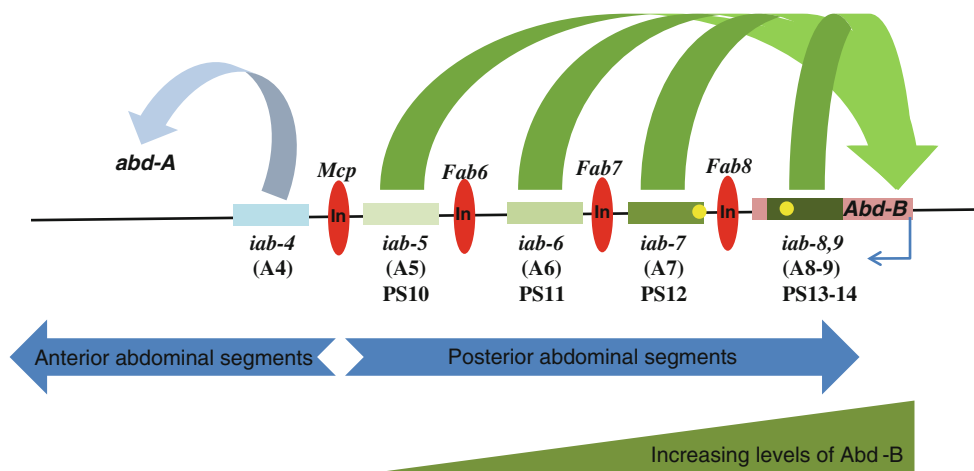 abd-A
Mcp
Fab6
Fab7
Fab8
In
In
In
In
Abd-B
iab-4
(A4)
iab-5
(A5)
PS10
iab-6
(A6)
PS11
iab-7
(A7)
PS12
iab-8,9
(A8-9)
PS13-14
Anterior abdominal segments
Posterior abdominal segments
Increasing levels of Abd -B